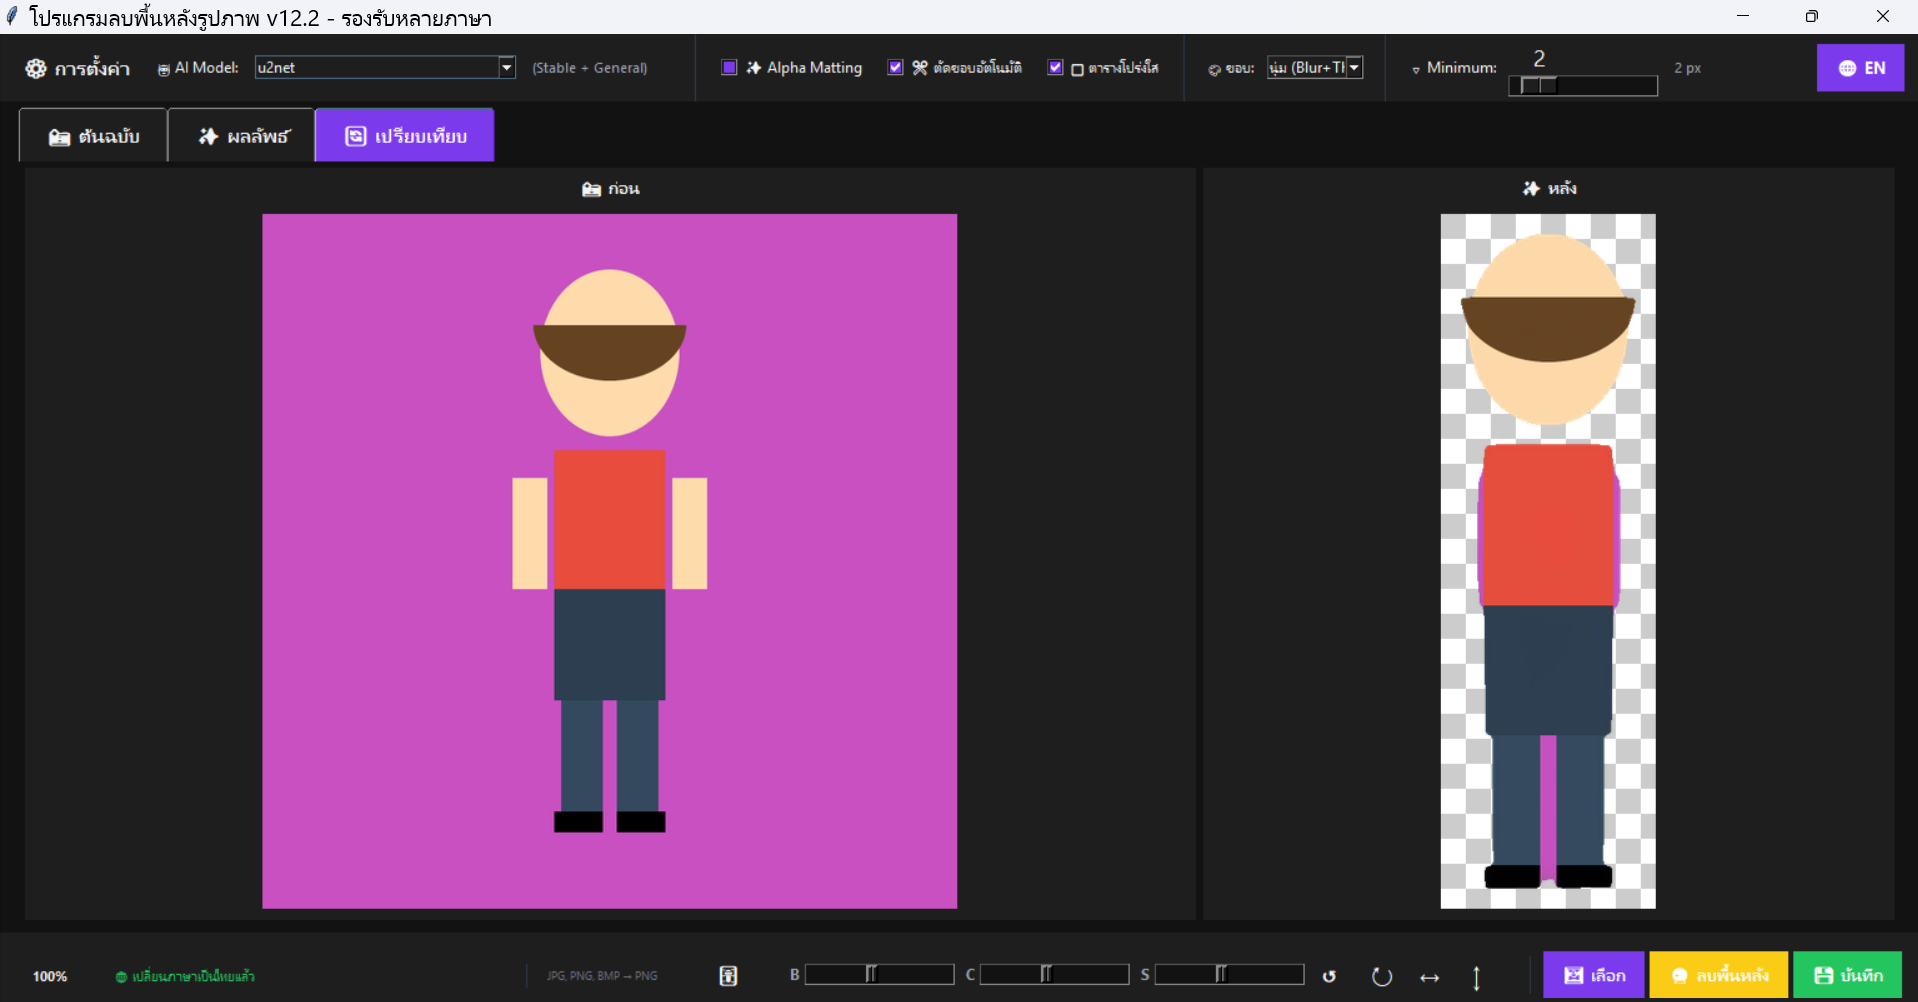 โปรแกรมลบพื้นหลังรูปภาพ v12.2 - รองรับหลายภาษา
การตั้งค่า AI Model: u2net (Stable + General) Alpha Matting ตัดขอบอัตโนมัติ ตารางโปร่งใส ขอบ: นุ่ม (Blur+Th Minimum: 2 2 px EN
ต้นฉบับ ผลลัพธ์ เปรียบเทียบ
ก่อน หลัง
100% เปลี่ยนภาษาเป็นไทยแล้ว JPG, PNG, BMP → PNG B C S เลือก ลบพื้นหลัง บันทึก